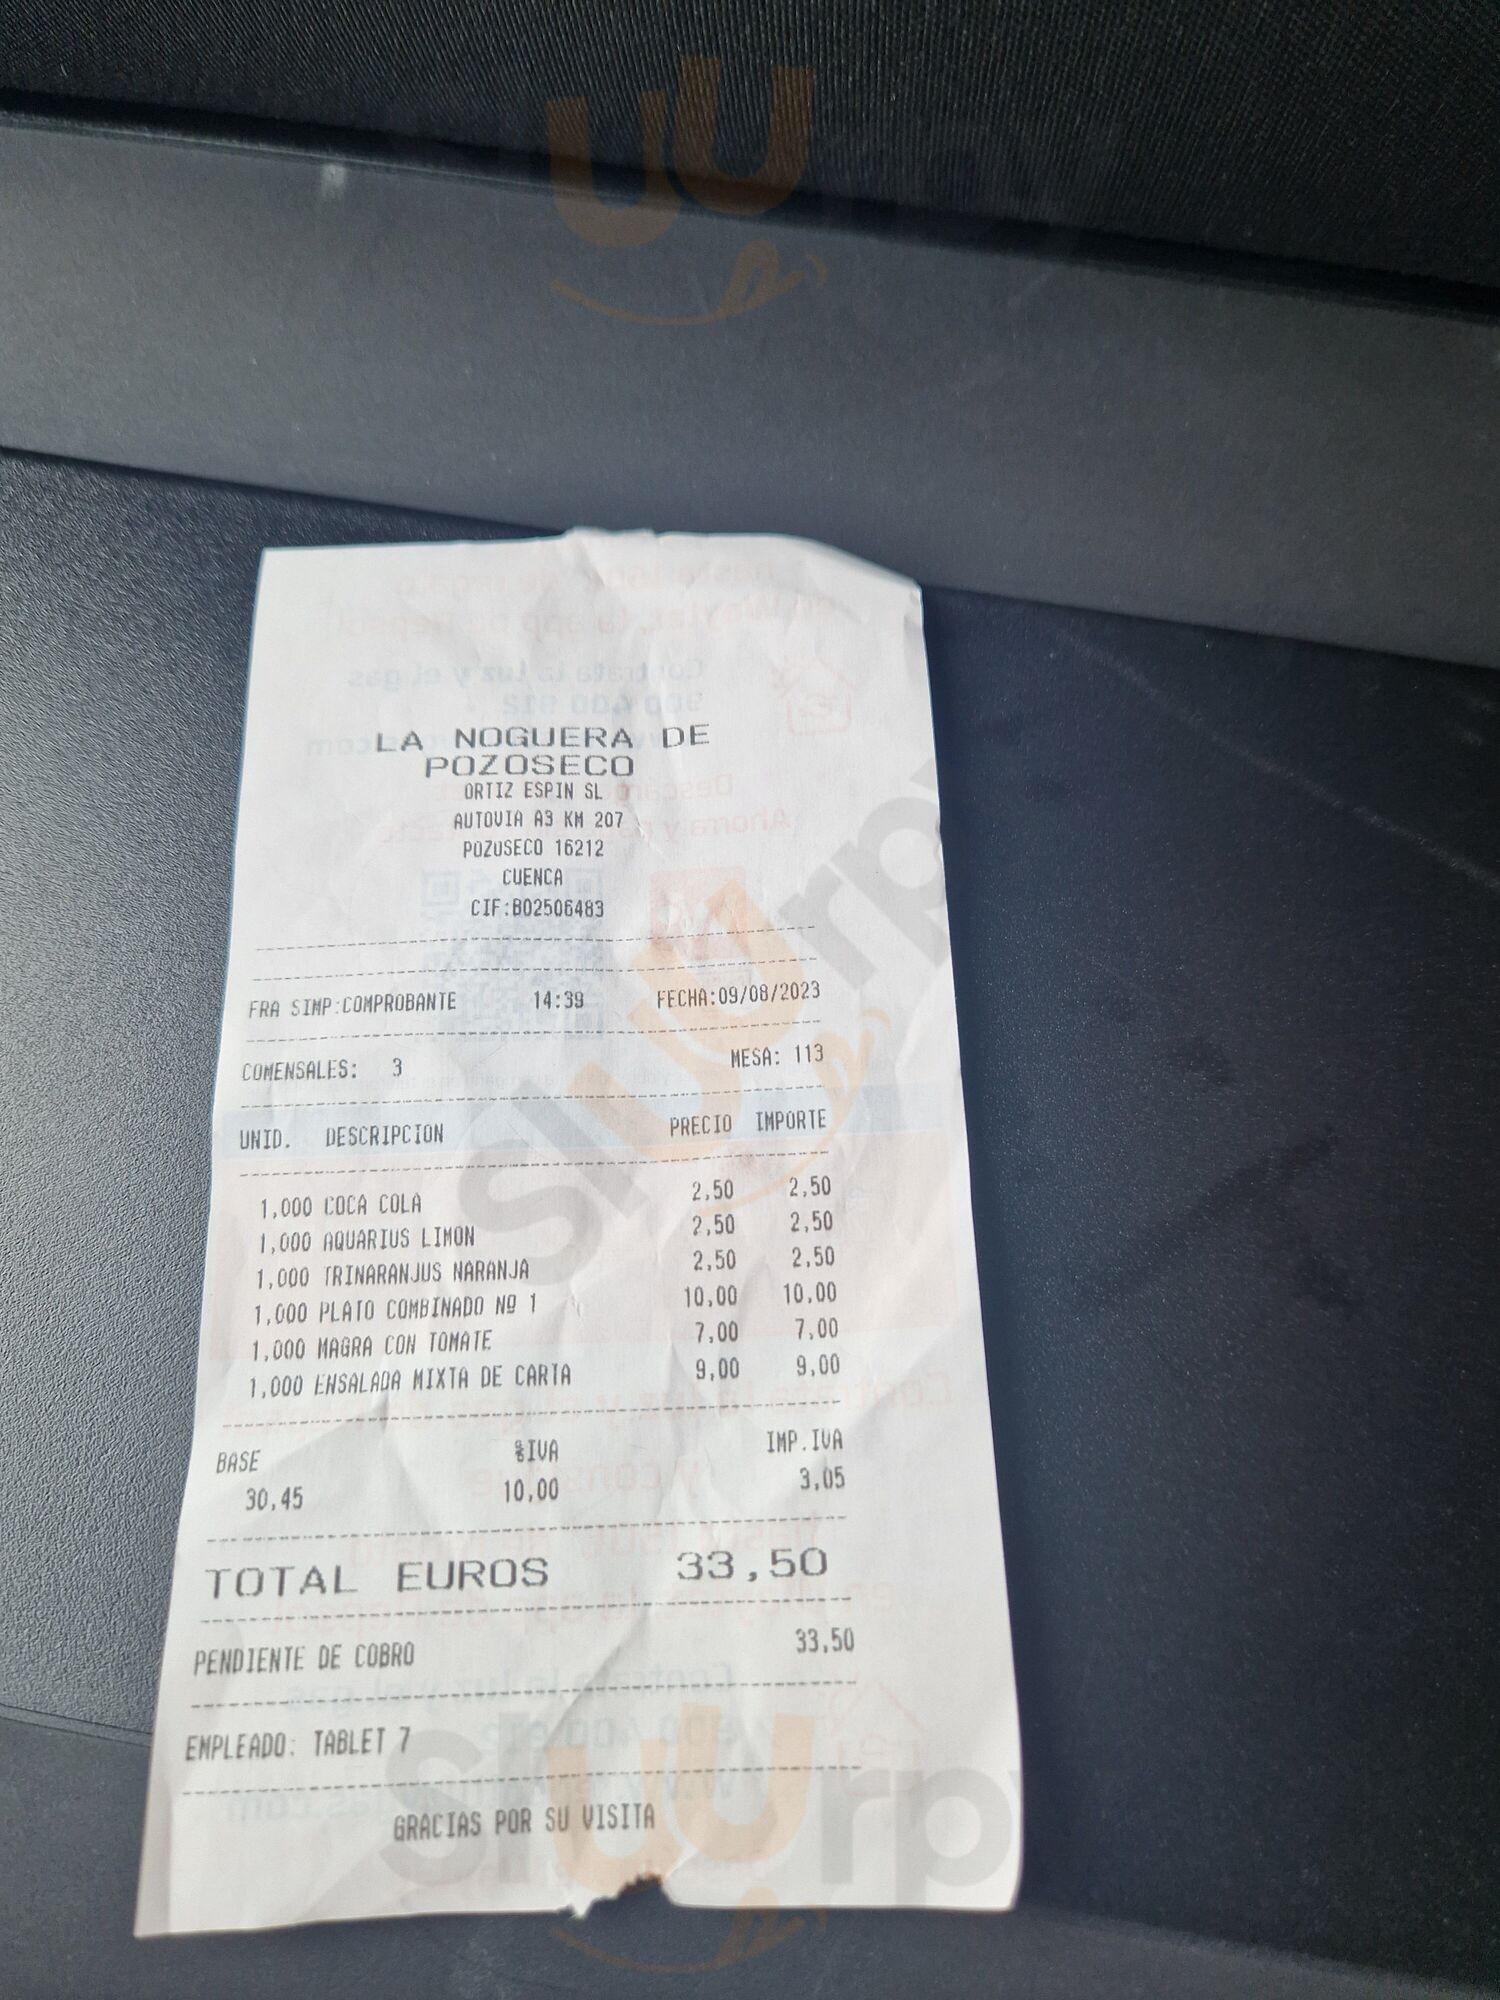 LA NOGUERA DE
POZOSECO
ORTIZ ESPIN SL
AUTOVIA A3 KM 207
POZOSECO 16212
CUENCA
CIF:B02506483
FRA SIMP:COMPROBANTE 14:39 FECHA:09/08/2023
COMENSALES: 3 MESA: 113
UNID. DESCRIPCION PRECIO IMPORTE
1,000 COCA COLA 2,50 2,50
1,000 AQUARIUS LIMON 2,50 2,50
1,000 TRINARANJUS NARANJA 2,50 2,50
1,000 PLATO COMBINADO Nº 1 10,00 10,00
1,000 MAGRA CON TOMATE 7,00 7,00
1,000 ENSALADA MIXTA DE CARTA 9,00 9,00
BASE %IVA IMP.IVA
30,45 10,00 3,05
TOTAL EUROS 33,50
PENDIENTE DE COBRO 33,50
EMPLEADO: TABLET 7
GRACIAS POR SU VISITA